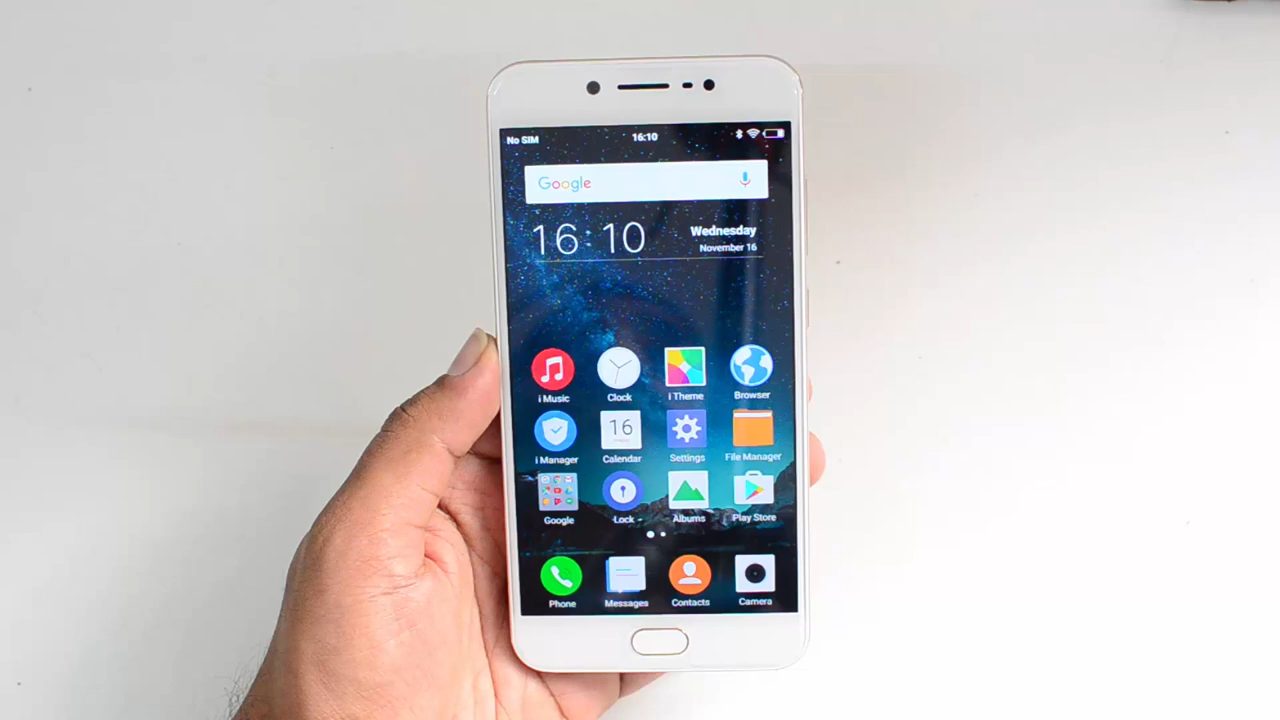 No SIM 16:10
Google
16:10 Wednesday
November 16
i Music Clock i Theme Browser
16
i Manager Calendar Settings File Manager
Google Lock Albums Play Store
Phone Messages Contacts Camera